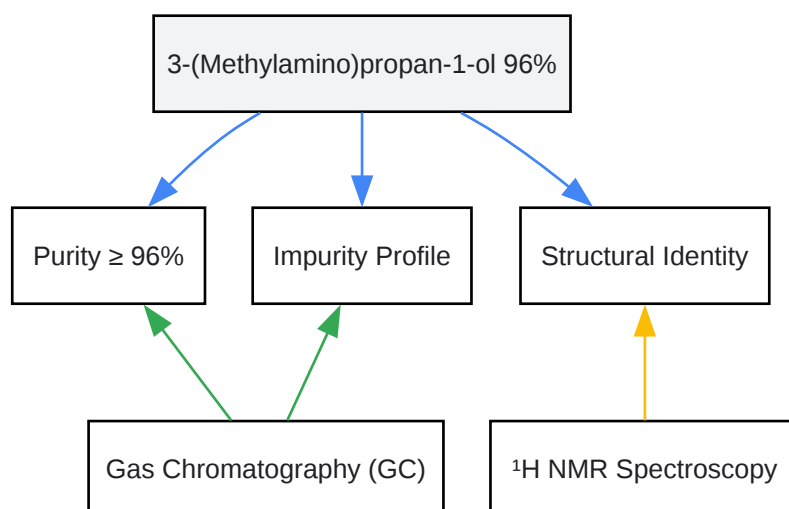 3-(Methylamino)propan-1-ol 96%
Purity ≥ 96%
Impurity Profile
Structural Identity
Gas Chromatography (GC)
¹H NMR Spectroscopy